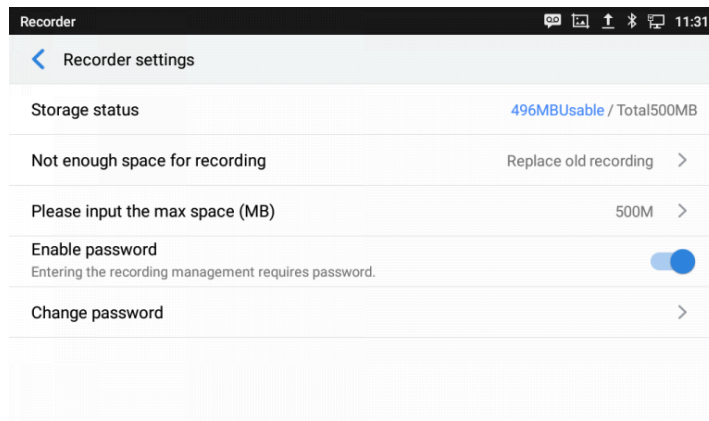 Recorder 11:31
Recorder settings
Storage status 496MBUsable / Total500MB
Not enough space for recording Replace old recording
Please input the max space (MB) 500M
Enable password
Entering the recording management requires password.
Change password